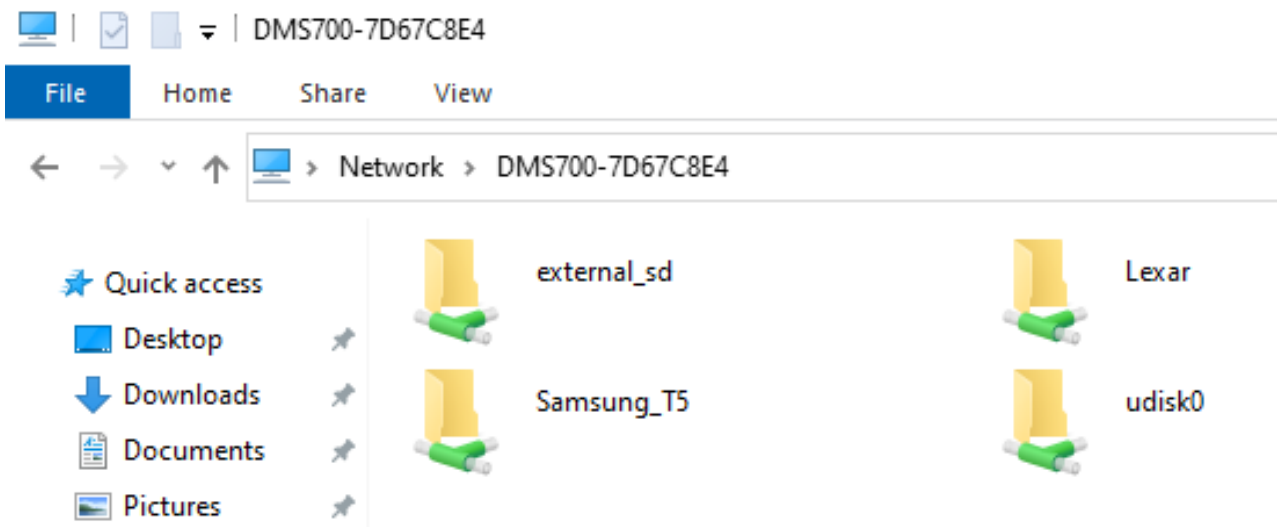 DMS700-7D67C8E4
File Home Share View
Network > DMS700-7D67C8E4
Quick access
Desktop
Downloads
Documents
Pictures
external_sd Lexar
Samsung_T5 udisk0